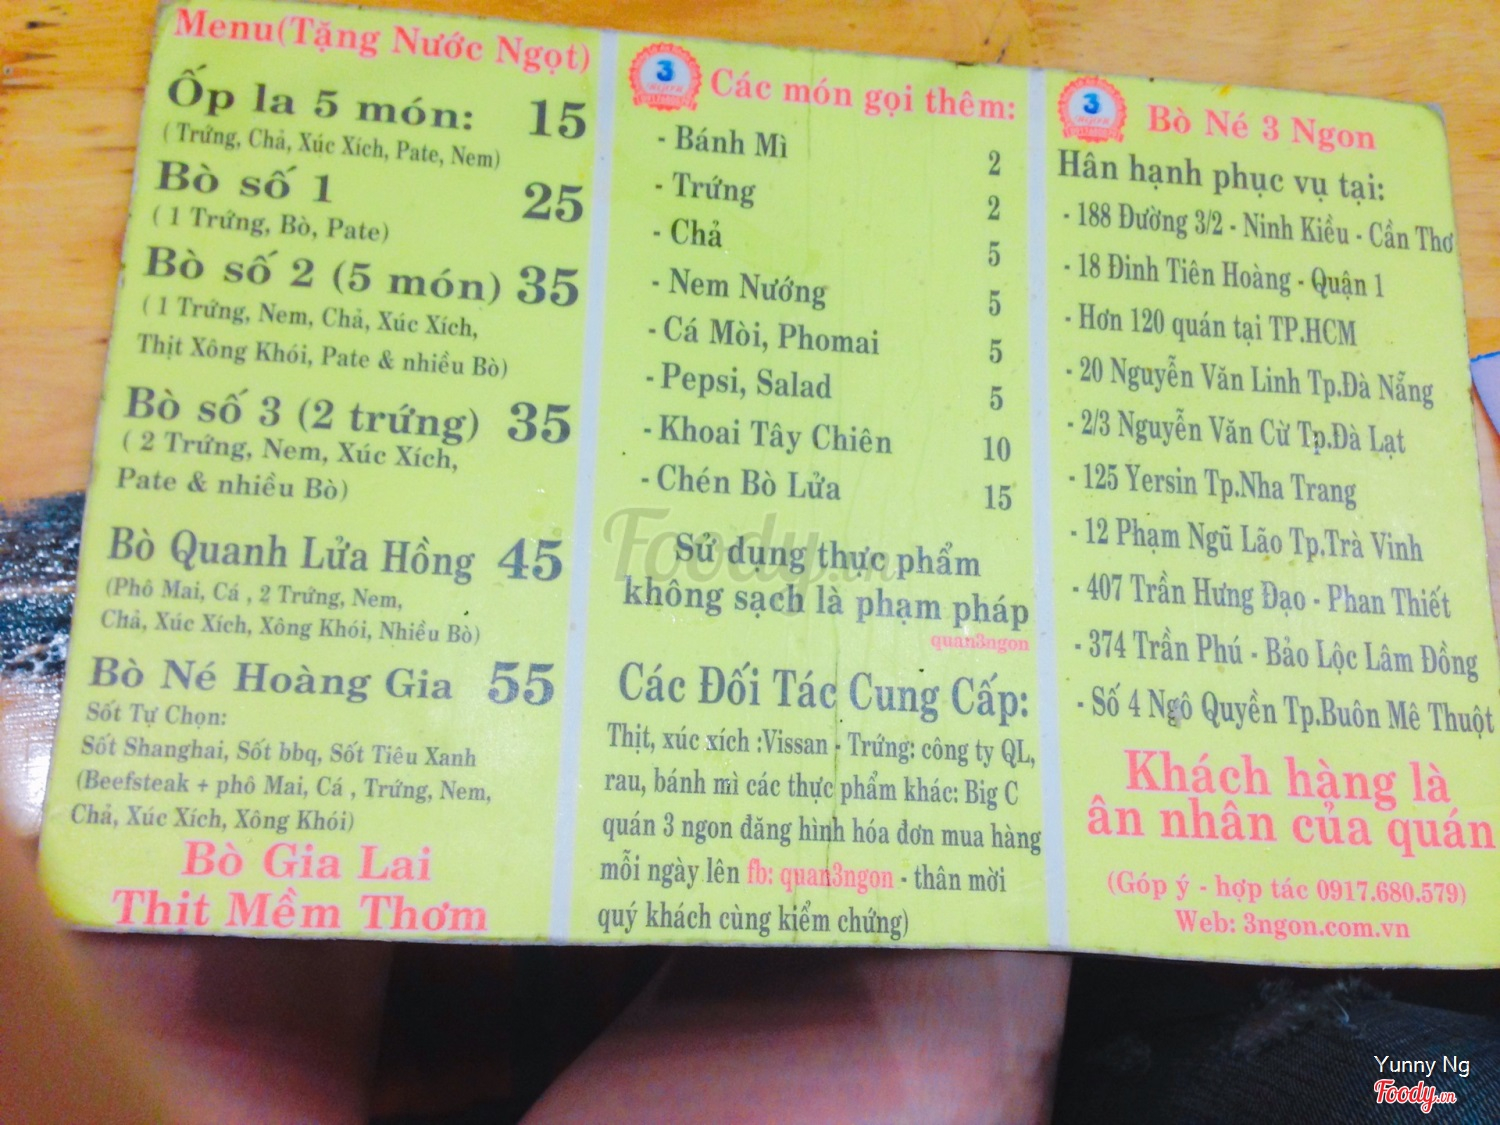 Menu(Tặng Nước Ngọt)
Ốp la 5 món: 15
( Trứng, Chả, Xúc Xích, Pate, Nem)
Bò số 1 25
( 1 Trứng, Bò, Pate)
Bò số 2 (5 món) 35
( 1 Trứng, Nem, Chả, Xúc Xích,
Thịt Xông Khói, Pate & nhiều Bò)
Bò số 3 (2 trứng) 35
( 2 Trứng, Nem, Xúc Xích,
Pate & nhiều Bò)
Bò Quanh Lửa Hồng 45
(Phô Mai, Cá , 2 Trứng, Nem,
Chả, Xúc Xích, Xông Khói, Nhiều Bò)
Bò Né Hoàng Gia 55
Sốt Tự Chọn:
Sốt Shanghai, Sốt bbq, Sốt Tiêu Xanh
(Beefsteak + phô Mai, Cá , Trứng, Nem,
Chả, Xúc Xích, Xông Khói)
Bò Gia Lai
Thịt Mềm Thơm
3
Các món gọi thêm:
- Bánh Mì 2
- Trứng 2
- Chả 5
- Nem Nướng 5
- Cá Mòi, Phomai 5
- Pepsi, Salad 5
- Khoai Tây Chiên 10
- Chén Bò Lửa 15
Sử dụng thực phẩm
không sạch là phạm pháp
quan3ngon
Các Đối Tác Cung Cấp:
Thịt, xúc xích :Vissan - Trứng: công ty QL,
rau, bánh mì các thực phẩm khác: Big C
quán 3 ngon đăng hình hóa đơn mua hàng
mỗi ngày lên fb: quan3ngon - thân mời
quý khách cùng kiểm chứng)
3
Bò Né 3 Ngon
Hân hạnh phục vụ tại:
- 188 Đường 3/2 - Ninh Kiều - Cần Thơ
- 18 Đinh Tiên Hoàng - Quận 1
- Hơn 120 quán tại TP.HCM
- 20 Nguyễn Văn Linh Tp.Đà Nẵng
- 2/3 Nguyễn Văn Cừ Tp.Đà Lạt
- 125 Yersin Tp.Nha Trang
- 12 Phạm Ngũ Lão Tp.Trà Vinh
- 407 Trần Hưng Đạo - Phan Thiết
- 374 Trần Phú - Bảo Lộc Lâm Đồng
- Số 4 Ngô Quyền Tp.Buôn Mê Thuột
Khách hàng là
ân nhân của quán
(Góp ý - hợp tác 0917.680.579)
Web: 3ngon.com.vn
Foody.vn
Yunny Ng
Foody.vn